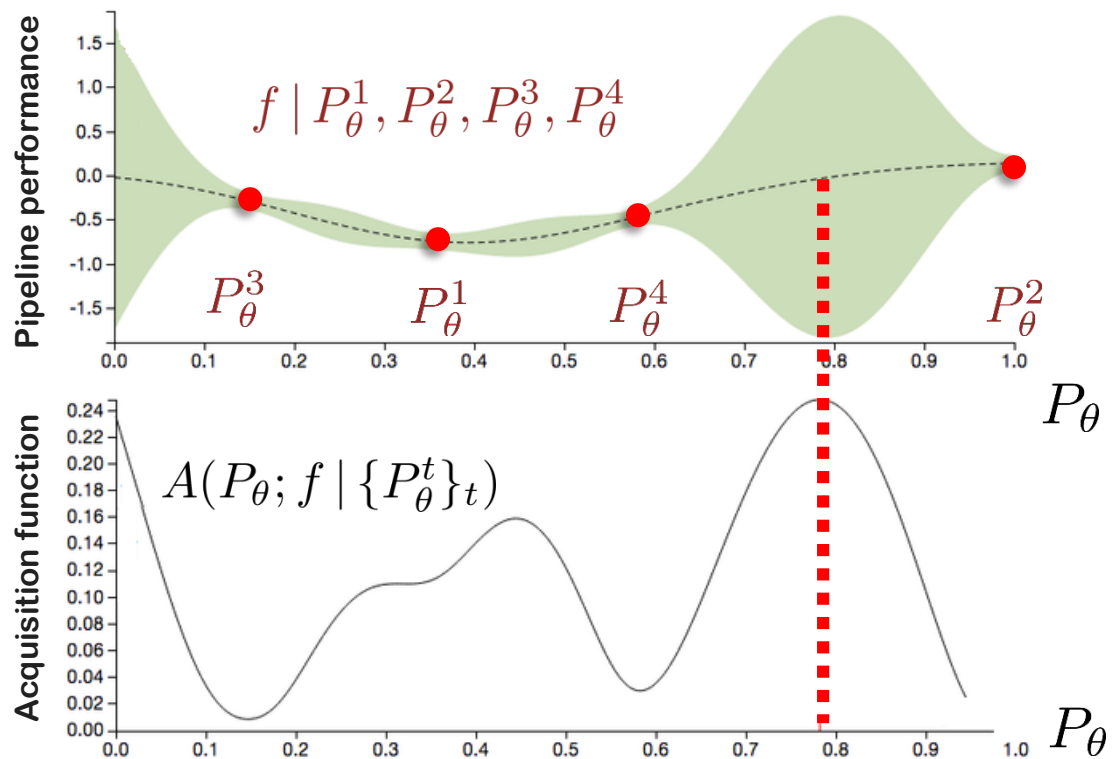 Pipeline performance
1.5
1.0
0.5
0.0
-0.5
-1.0
-1.5
f | P_θ^1, P_θ^2, P_θ^3, P_θ^4
P_θ^3
P_θ^1
P_θ^4
P_θ^2
0.0 0.1 0.2 0.3 0.4 0.5 0.6 0.7 0.8 0.9 1.0
P_θ
Acquisition function
0.24
0.22
0.20
0.18
0.16
0.14
0.12
0.10
0.08
0.06
0.04
0.02
0.00
A(P_θ; f | {P_θ^t}_t)
0.0 0.1 0.2 0.3 0.4 0.5 0.6 0.7 0.8 0.9 1.0
P_θ